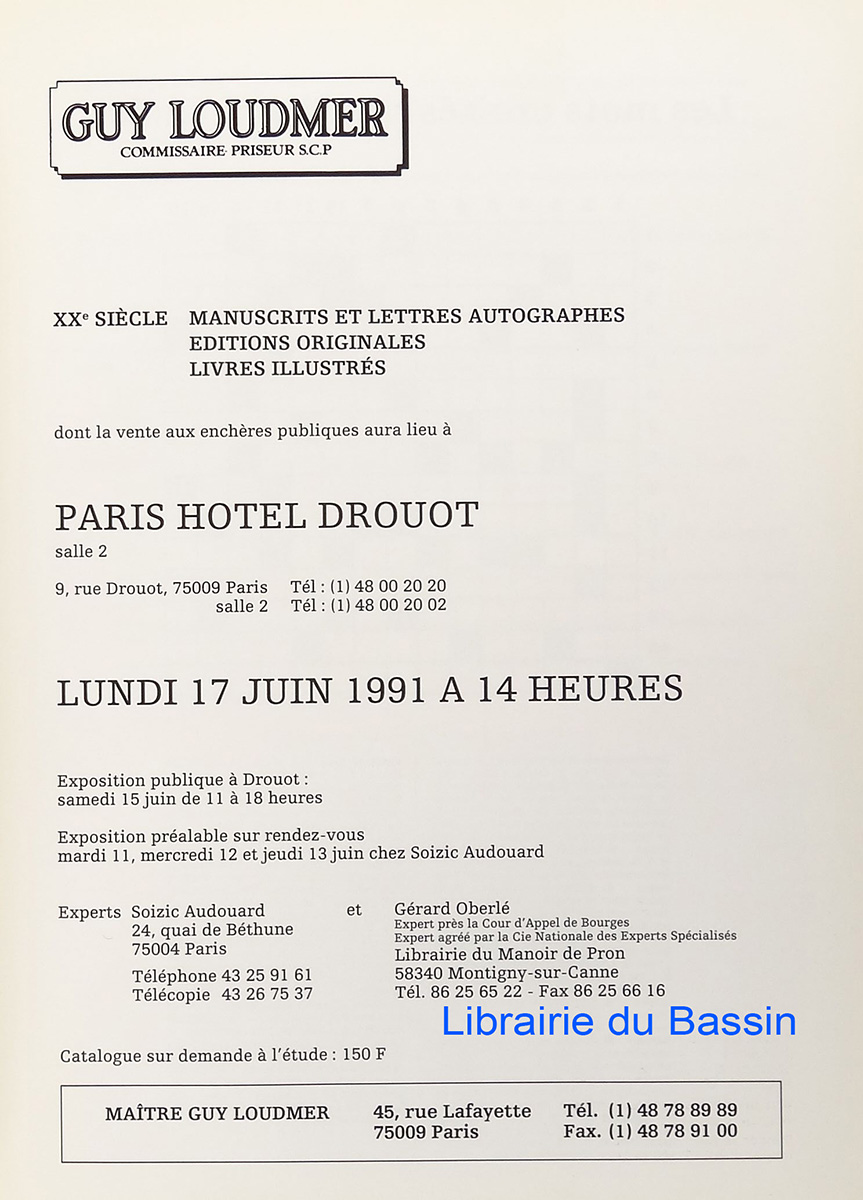 GUY LOUDMER
COMMISSAIRE-PRISEUR S.C.P
XXe SIÈCLE MANUSCRITS ET LETTRES AUTOGRAPHES
EDITIONS ORIGINALES
LIVRES ILLUSTRÉS
dont la vente aux enchères publiques aura lieu à
PARIS HOTEL DROUOT
salle 2
9, rue Drouot, 75009 Paris Tél : (1) 48 00 20 20
salle 2 Tél : (1) 48 00 20 02
LUNDI 17 JUIN 1991 A 14 HEURES
Exposition publique à Drouot :
samedi 15 juin de 11 à 18 heures
Exposition préalable sur rendez-vous
mardi 11, mercredi 12 et jeudi 13 juin chez Soizic Audouard
Experts Soizic Audouard
24, quai de Béthune
75004 Paris
Téléphone 43 25 91 61
Télécopie 43 26 75 37
et
Gérard Oberlé
Expert près la Cour d'Appel de Bourges
Expert agréé par la Cie Nationale des Experts Spécialisés
Librairie du Manoir de Pron
58340 Montigny-sur-Canne
Tél. 86 25 65 22 - Fax 86 25 66 16
Librairie du Bassin
Catalogue sur demande à l'étude : 150 F
MAÎTRE GUY LOUDMER 45, rue Lafayette Tél. (1) 48 78 89 89
75009 Paris Fax. (1) 48 78 91 00